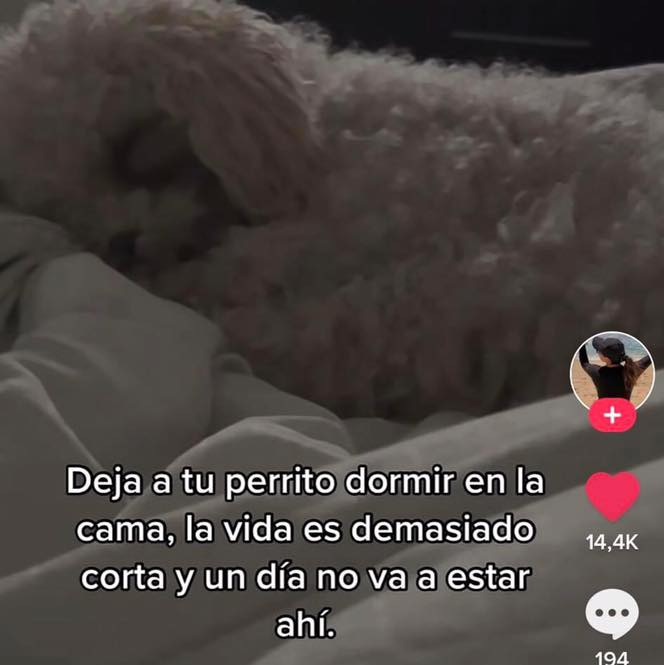 Deja a tu perrito dormir en la
cama, la vida es demasiado
corta y un día no va a estar
ahí.
14,4K
194